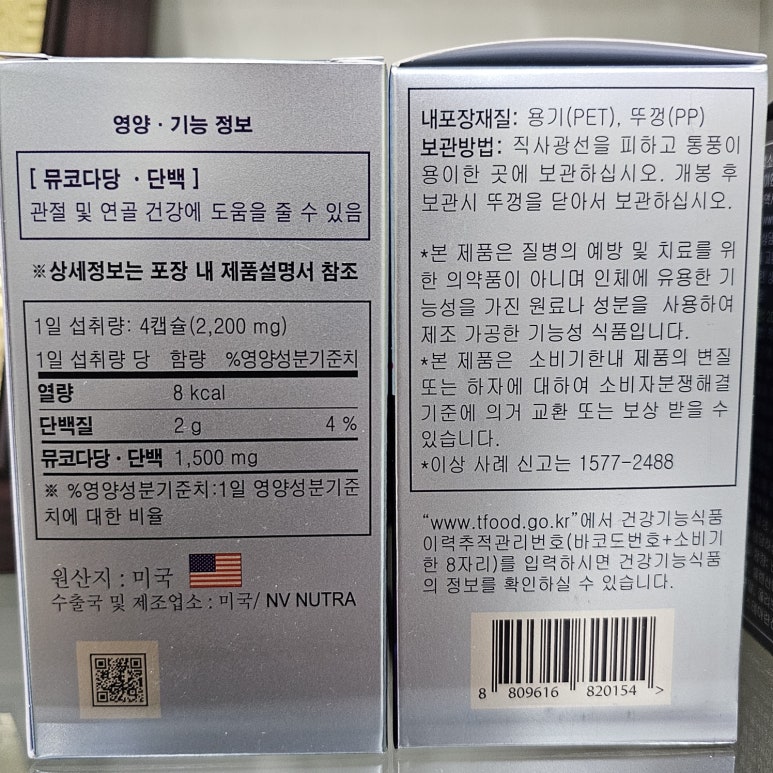 영양 · 기능 정보
[ 뮤코다당 · 단백 ]
관절 및 연골 건강에 도움을 줄 수 있음
※상세정보는 포장 내 제품설명서 참조
1일 섭취량: 4캡슐(2,200 mg)
1일 섭취량 당 함량 %영양성분기준치
열량 8 kcal
단백질 2 g 4 %
뮤코다당 · 단백 1,500 mg
※ %영양성분기준치:1일 영양성분기준
치에 대한 비율
원산지 : 미국
수출국 및 제조업소 : 미국/ NV NUTRA
내포장재질: 용기(PET), 뚜껑(PP)
보관방법: 직사광선을 피하고 통풍이
용이한 곳에 보관하십시오. 개봉 후
보관시 뚜껑을 닫아서 보관하십시오.
*본 제품은 질병의 예방 및 치료를 위
한 의약품이 아니며 인체에 유용한 기
능성을 가진 원료나 성분을 사용하여
제조 가공한 기능성 식품입니다.
*본 제품은 소비기한내 제품의 변질
또는 하자에 대하여 소비자분쟁해결
기준에 의거 교환 또는 보상 받을 수
있습니다.
*이상 사례 신고는 1577-2488
“www.tfood.go.kr”에서 건강기능식품
이력추적관리번호(바코드번호+소비기
한 8자리)를 입력하시면 건강기능식품
의 정보를 확인하실 수 있습니다.
8 809616 820154 >